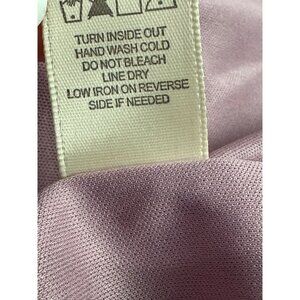 TURN INSIDE OUT
HAND WASH COLD
DO NOT BLEACH
LINE DRY
LOW IRON ON REVERSE
SIDE IF NEEDED